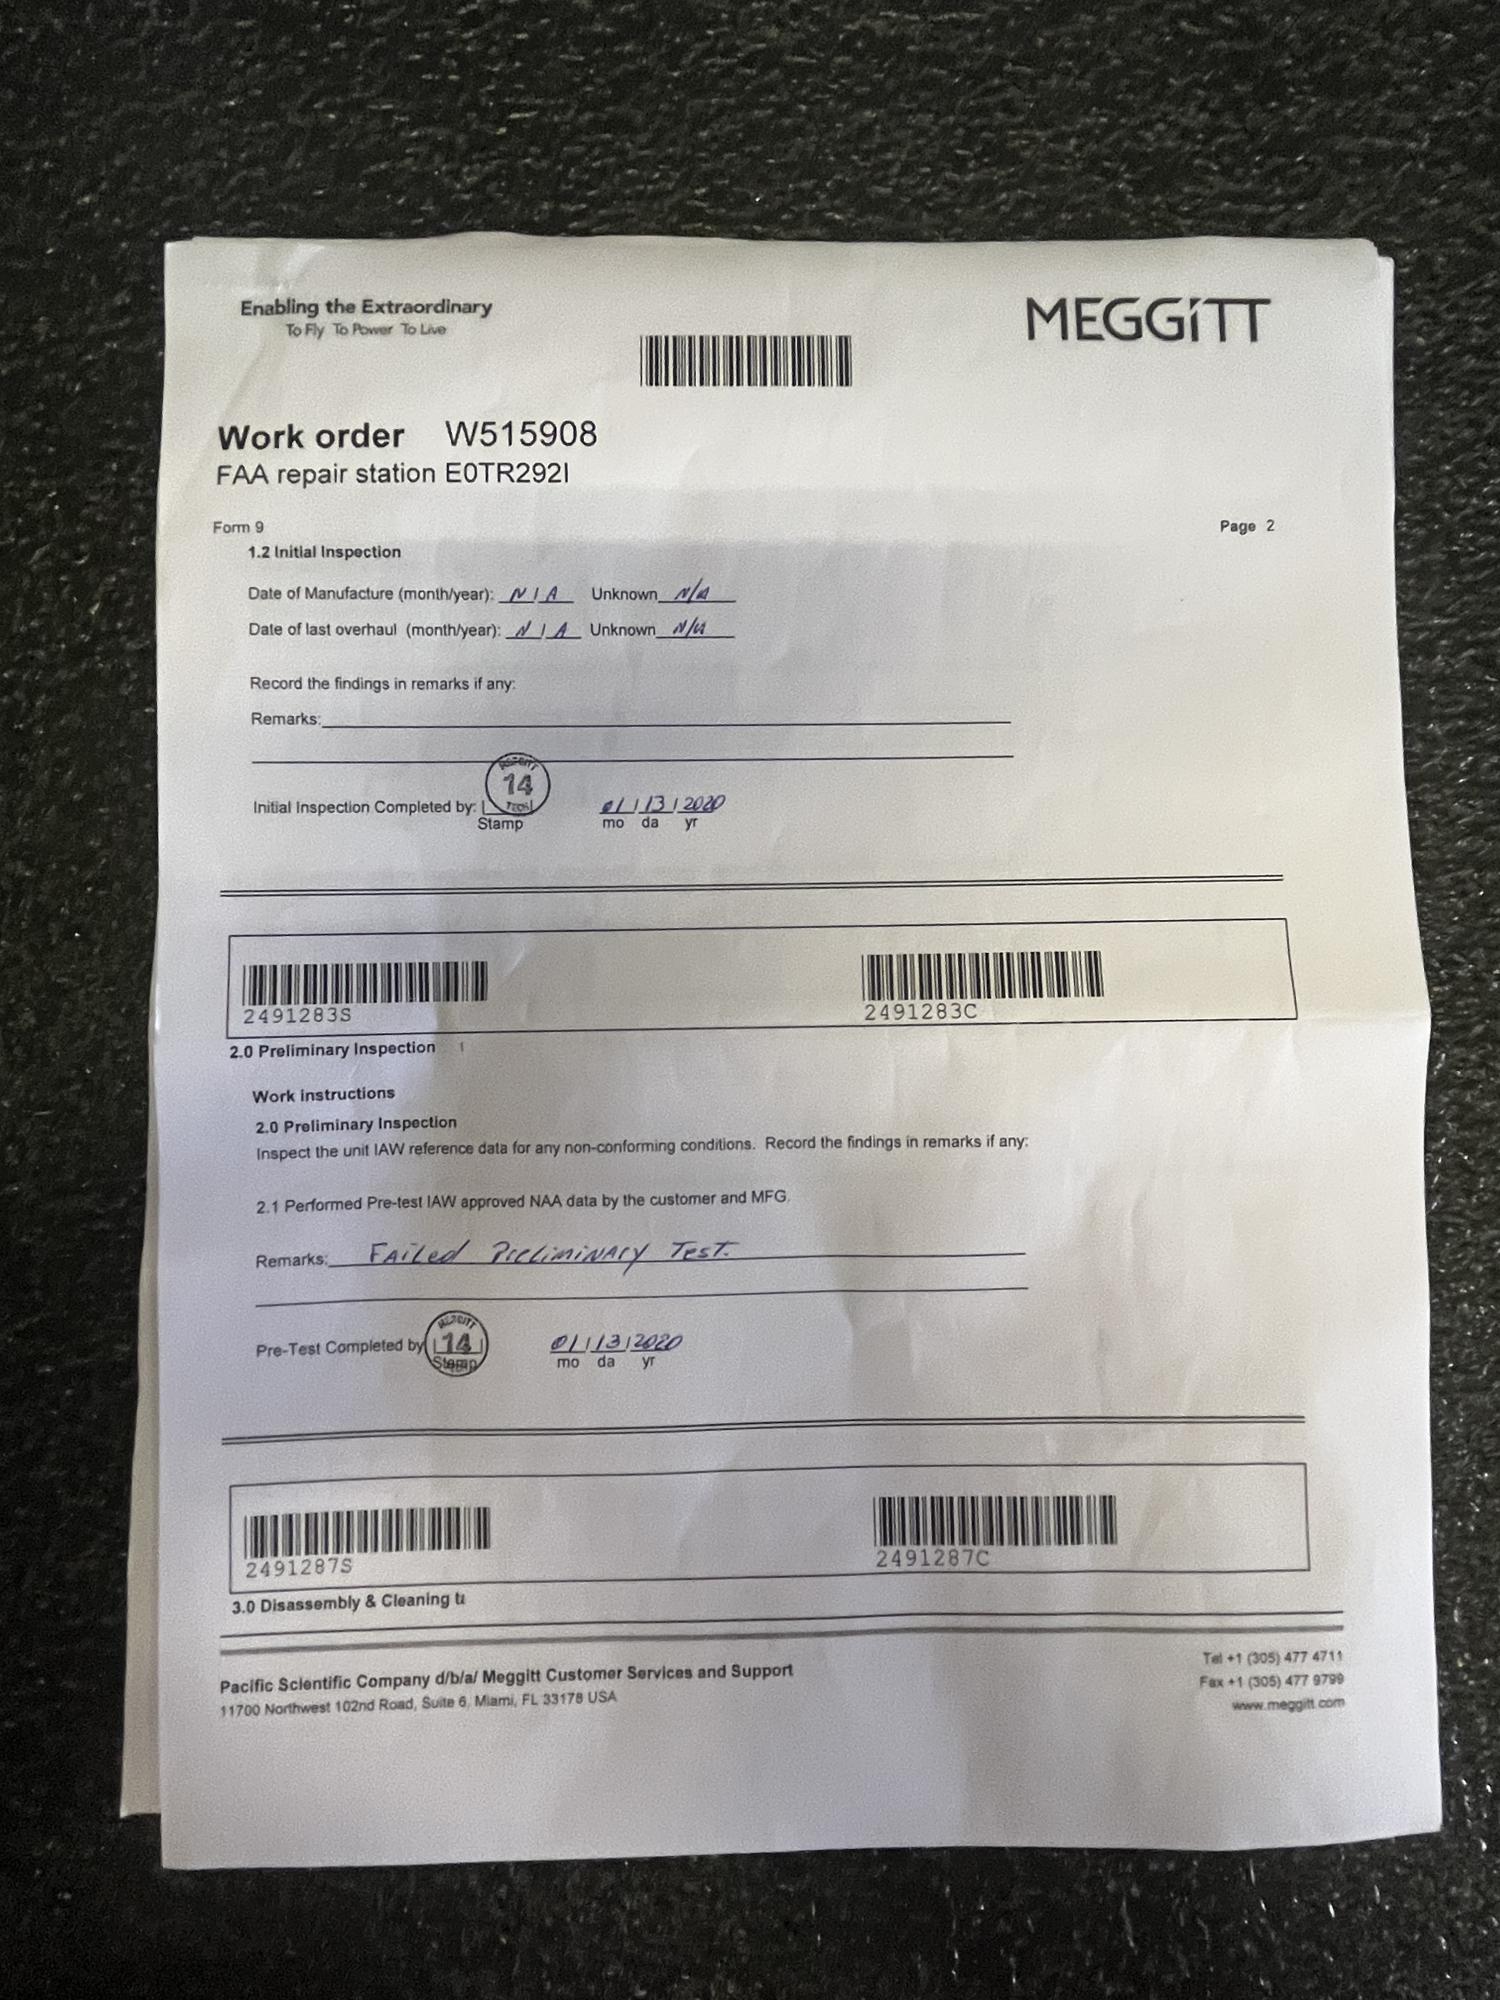 Enabling the Extraordinary
To Fly To Power To Live
MEGGiTT
Work order W515908
FAA repair station E0TR292I
Form 9
Page 2
1.2 Initial Inspection
Date of Manufacture (month/year): N / A Unknown N/A
Date of last overhaul (month/year): N / A Unknown N/A
Record the findings in remarks if any:
Remarks:
MEGGITT
14
TECH
Initial Inspection Completed by:
01 / 13 / 2020
Stamp
mo da yr
2491283S
2491283C
2.0 Preliminary Inspection
Work instructions
2.0 Preliminary Inspection
Inspect the unit IAW reference data for any non-conforming conditions. Record the findings in remarks if any:
2.1 Performed Pre-test IAW approved NAA data by the customer and MFG.
Remarks: FAILED PRELIMINARY TEST.
MEGGITT
Pre-Test Completed by 14 01 / 13 / 2020
Stamp
mo da yr
2491287S
2491287C
3.0 Disassembly & Cleaning
Pacific Scientific Company d/b/a/ Meggitt Customer Services and Support
11700 Northwest 102nd Road, Suite 6, Miami, FL 33178 USA
Tel +1 (305) 477 4711
Fax +1 (305) 477 9799
www.meggitt.com